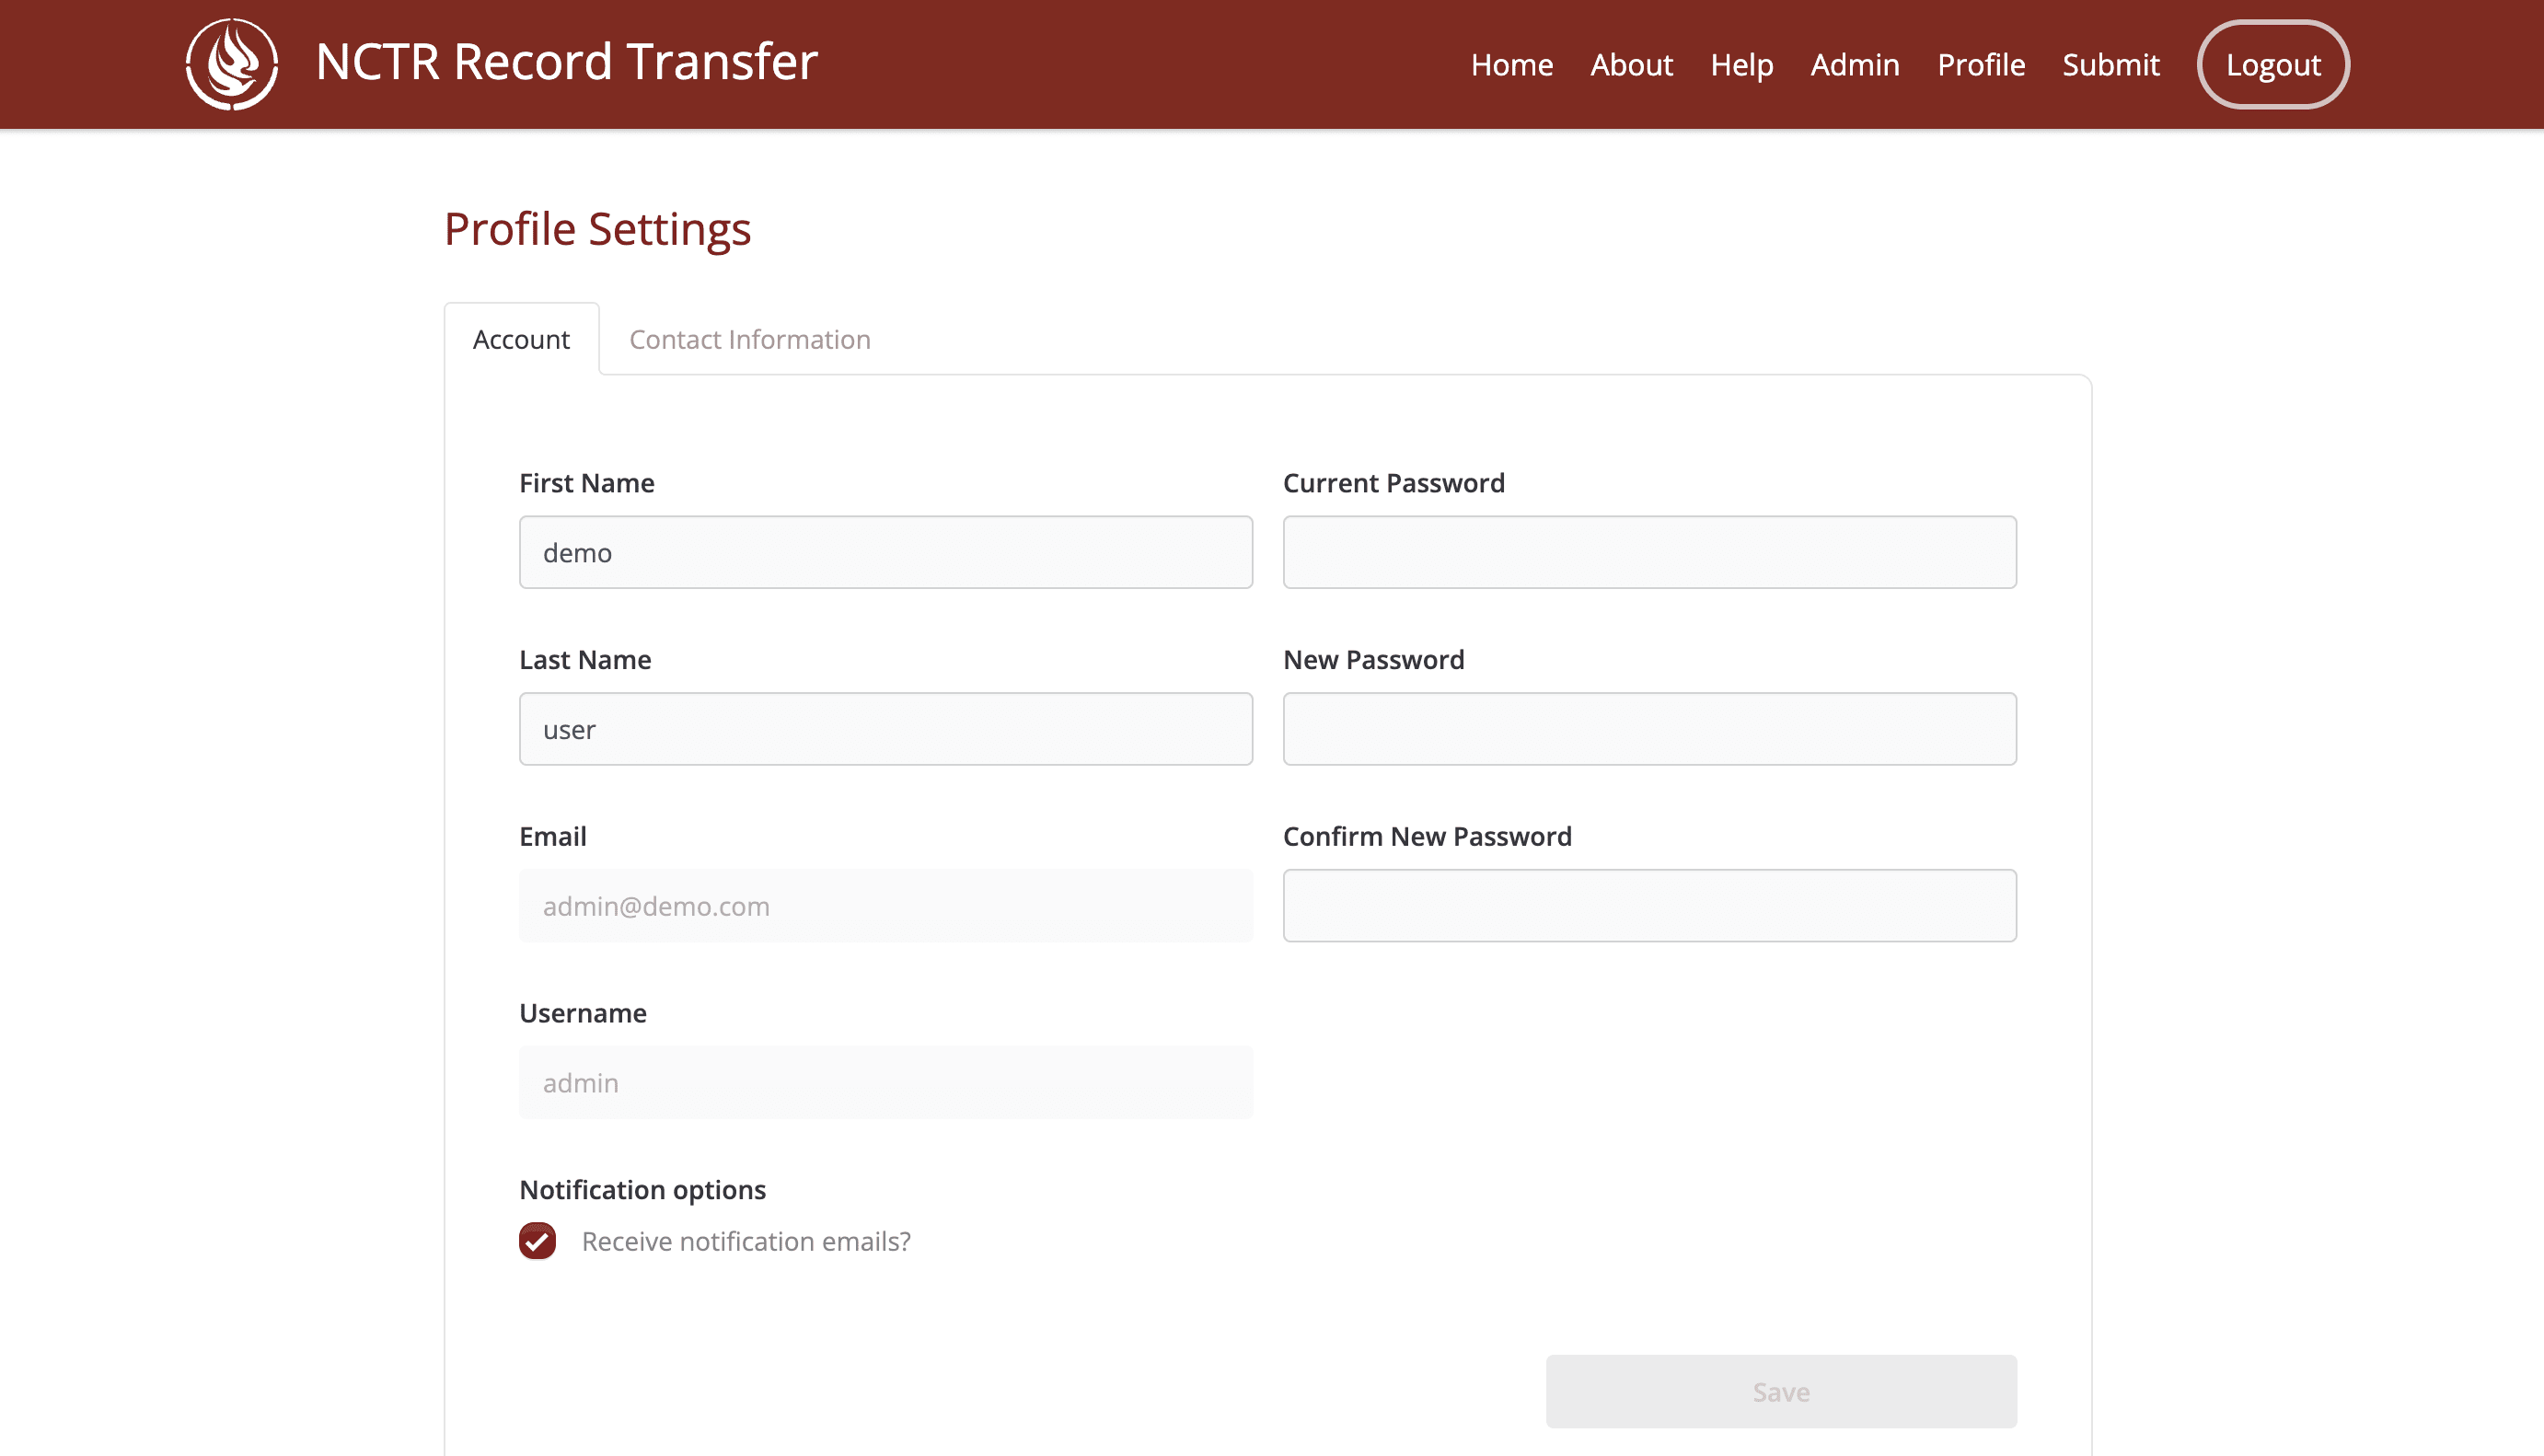 NCTR Record Transfer
Home About Help Admin Profile Submit Logout
Profile Settings
Account Contact Information
First Name
demo
Current Password
Last Name
user
New Password
Email
admin@demo.com
Confirm New Password
Username
admin
Notification options
Receive notification emails?
Save